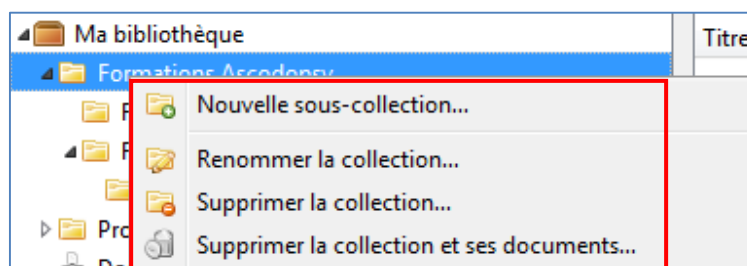 Ma bibliothèque
Titre
Formations Ascodopsy
Nouvelle sous-collection...
Renommer la collection...
Supprimer la collection...
Supprimer la collection et ses documents...